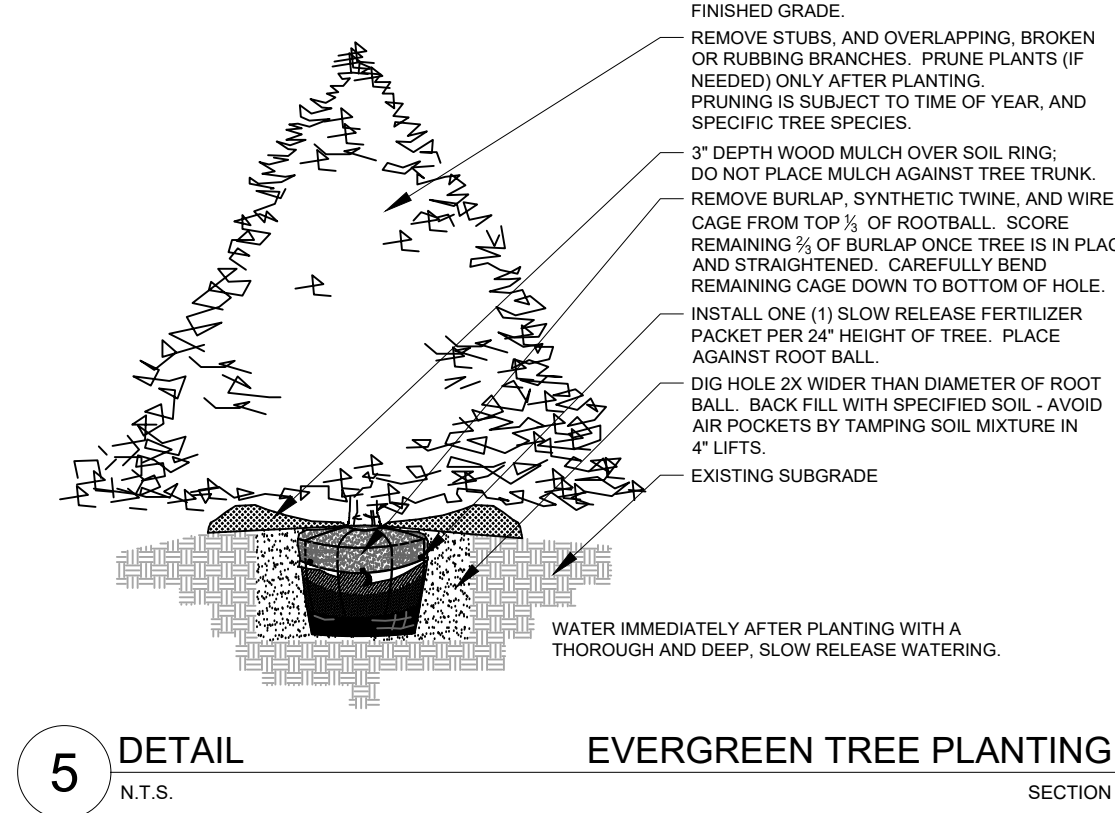 FINISHED GRADE.
REMOVE STUBS, AND OVERLAPPING, BROKEN
OR RUBBING BRANCHES. PRUNE PLANTS (IF
NEEDED) ONLY AFTER PLANTING.
PRUNING IS SUBJECT TO TIME OF YEAR, AND
SPECIFIC TREE SPECIES.
3" DEPTH WOOD MULCH OVER SOIL RING;
DO NOT PLACE MULCH AGAINST TREE TRUNK.
REMOVE BURLAP, SYNTHETIC TWINE, AND WIRE
CAGE FROM TOP ⅓ OF ROOTBALL. SCORE
REMAINING ⅔ OF BURLAP ONCE TREE IS IN PLAC
AND STRAIGHTENED. CAREFULLY BEND
REMAINING CAGE DOWN TO BOTTOM OF HOLE.
INSTALL ONE (1) SLOW RELEASE FERTILIZER
PACKET PER 24" HEIGHT OF TREE. PLACE
AGAINST ROOT BALL.
DIG HOLE 2X WIDER THAN DIAMETER OF ROOT
BALL. BACK FILL WITH SPECIFIED SOIL - AVOID
AIR POCKETS BY TAMPING SOIL MIXTURE IN
4" LIFTS.
EXISTING SUBGRADE
WATER IMMEDIATELY AFTER PLANTING WITH A
THOROUGH AND DEEP, SLOW RELEASE WATERING.
5 DETAIL EVERGREEN TREE PLANTING
N.T.S. SECTION